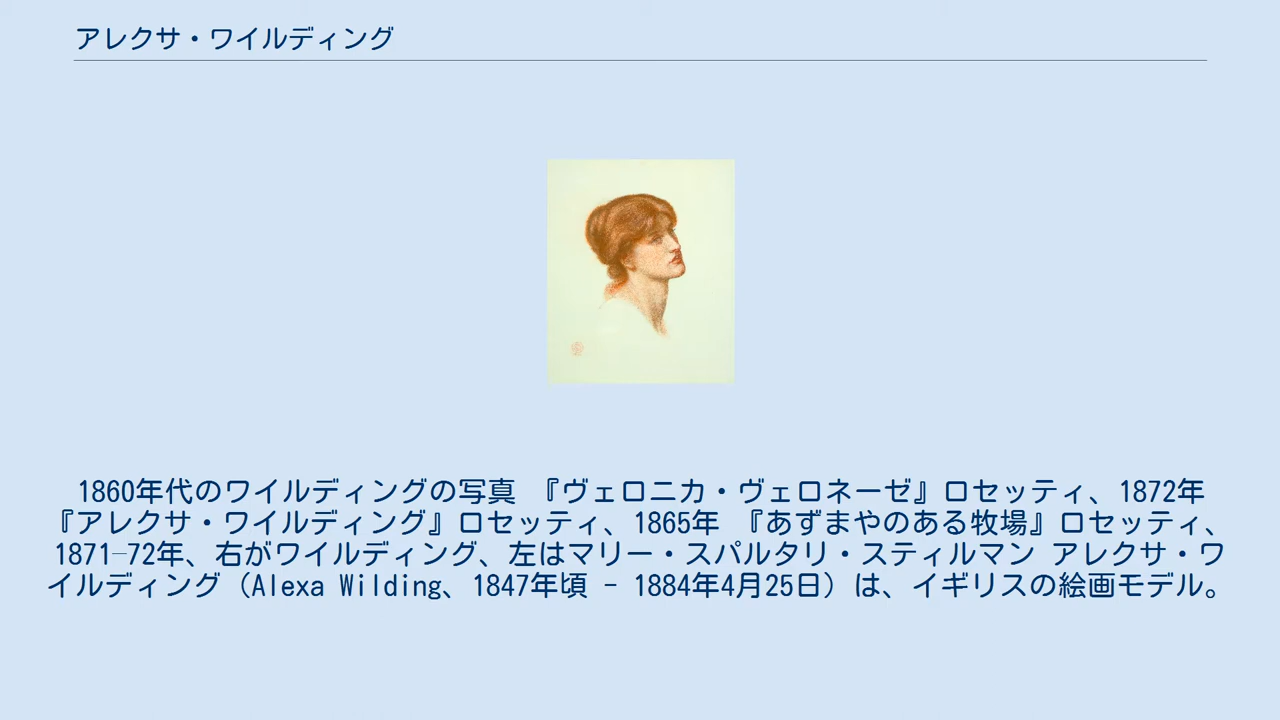 アレクサ・ワイルディング
1860年代のワイルディングの写真 『ヴェロニカ・ヴェロネーゼ』ロセッティ、1872年
『アレクサ・ワイルディング』ロセッティ、1865年 『あずまやのある牧場』ロセッティ、
1871–72年、右がワイルディング、左はマリー・スパルタリ・スティルマン アレクサ・ワ
イルディング（Alexa Wilding、1847年頃 - 1884年4月25日）は、イギリスの絵画モデル。